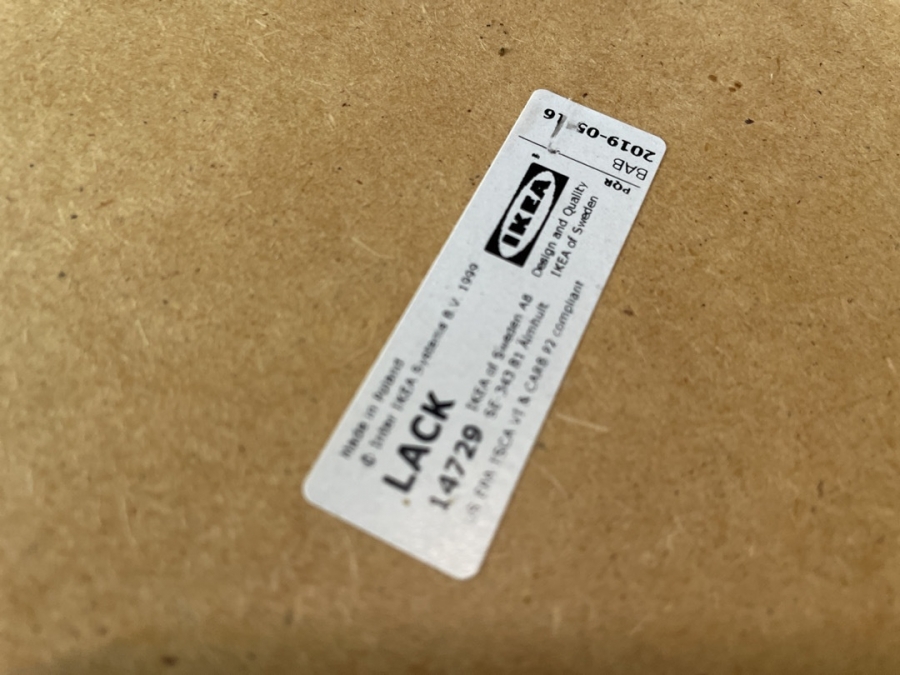 Made in Poland
© Inter IKEA Systems B.V. 1999
LACK
14729
IKEA of Sweden AB
SE-343 81 Älmhult
US EPA TSCA VI & CARB P2 compliant
IKEA
Design and Quality
IKEA of Sweden
PQR
BAB
2019-05 16